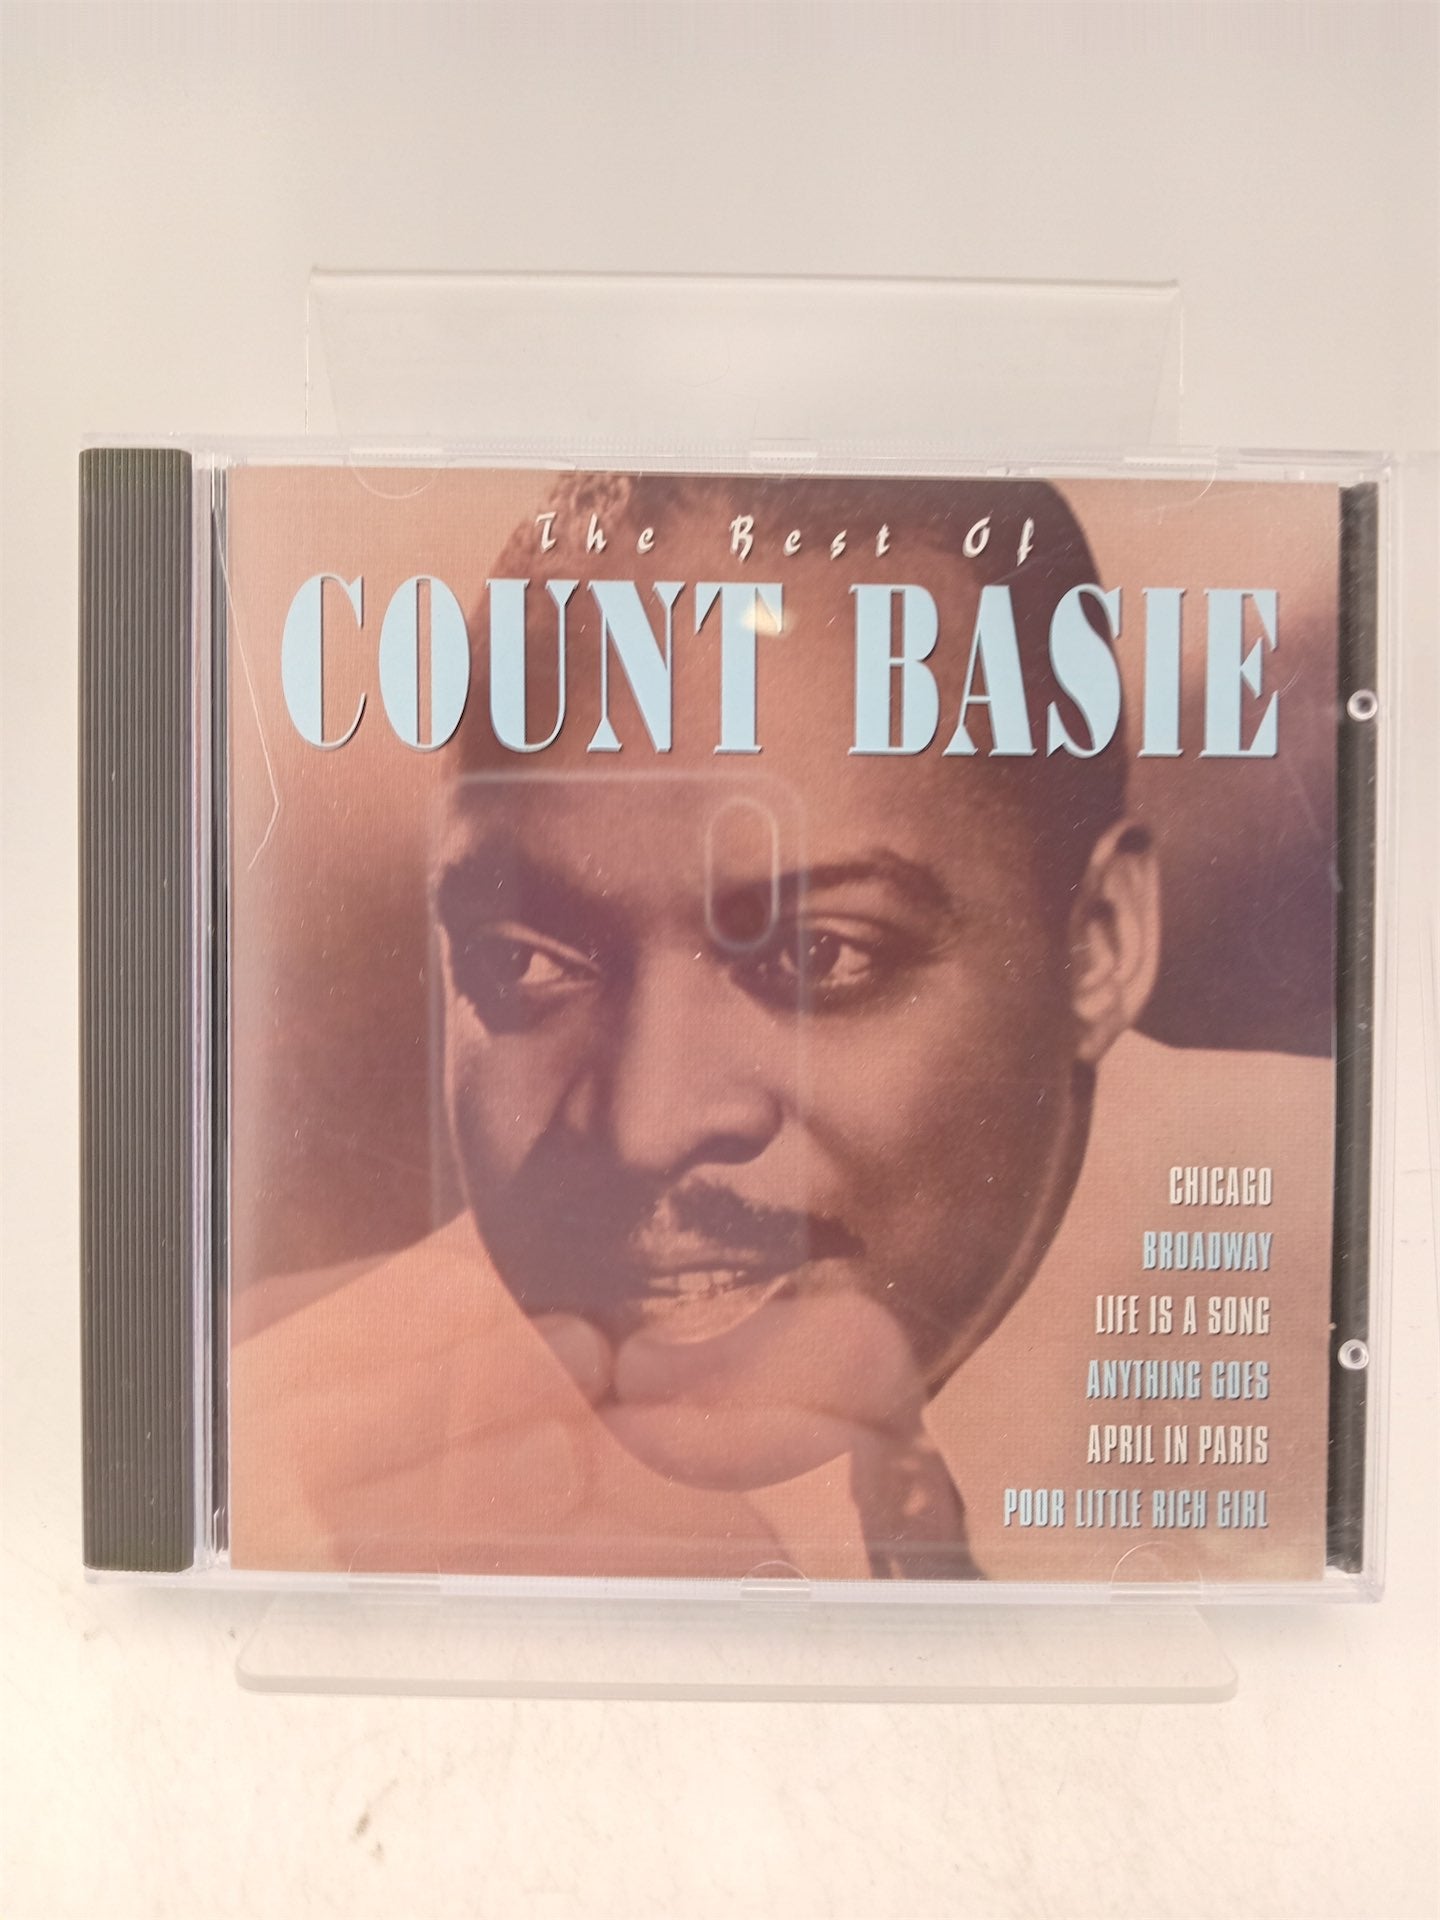 The Best Of
COUNT BASIE
CHICAGO
BROADWAY
LIFE IS A SONG
ANYTHING GOES
APRIL IN PARIS
POOR LITTLE RICH GIRL